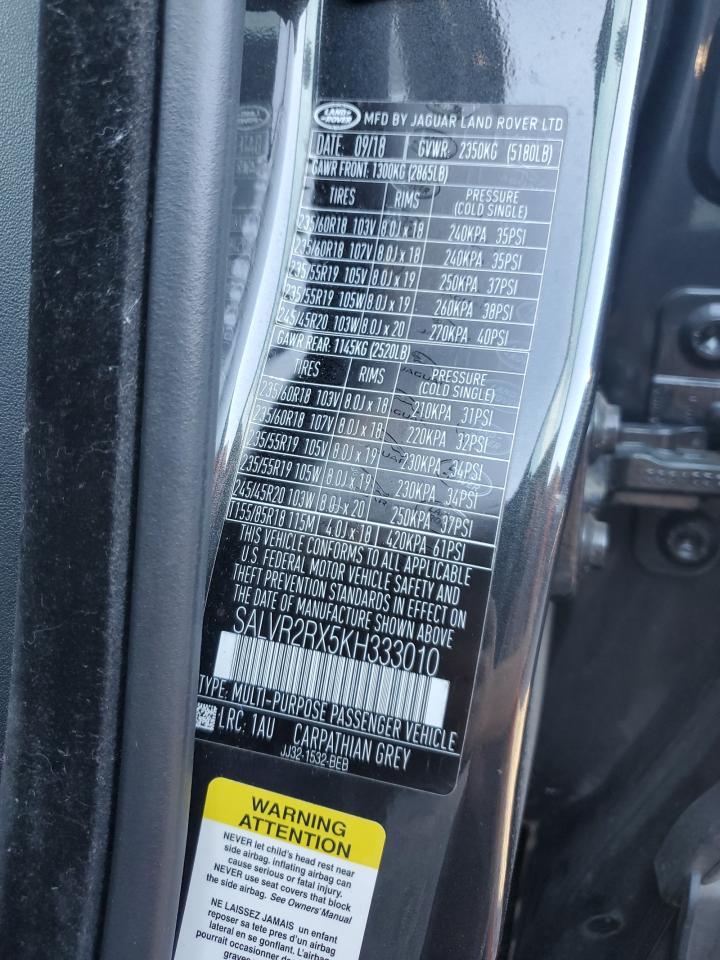 LAND ROVER MFD BY JAGUAR LAND ROVER LTD
DATE: 09/18 GVWR: 2350KG (5180LB)
GAWR FRONT: 1300KG (2865LB)
TIRES RIMS PRESSURE (COLD SINGLE)
235/60R18 103V 8.0J x 18 240KPA 35PSI
235/60R18 107V 8.0J x 18 240KPA 35PSI
235/55R19 105V 8.0J x 19 250KPA 37PSI
235/55R19 105W 8.0J x 19 260KPA 38PSI
245/45R20 103W 8.0J x 20 270KPA 40PSI
GAWR REAR: 1145KG (2520LB)
TIRES RIMS PRESSURE (COLD SINGLE)
235/60R18 103V 8.0J x 18 210KPA 31PSI
235/60R18 107V 8.0J x 18 220KPA 32PSI
235/55R19 105V 8.0J x 19 230KPA 34PSI
235/55R19 105W 8.0J x 19 230KPA 34PSI
245/45R20 103W 8.0J x 20 250KPA 37PSI
T155/85R18 115M 4.0J x 18 420KPA 61PSI
THIS VEHICLE CONFORMS TO ALL APPLICABLE
U.S. FEDERAL MOTOR VEHICLE SAFETY AND
THEFT PREVENTION STANDARDS IN EFFECT ON
THE DATE OF MANUFACTURE SHOWN ABOVE
SALVR2RX5KH333010
TYPE: MULTI-PURPOSE PASSENGER VEHICLE
LRC: 1AU CARPATHIAN GREY
JJ32-1532-BEB
WARNING
ATTENTION
NEVER let child's head rest near
side airbag, inflating airbag can
cause serious or fatal injury.
NEVER use seat covers that block
the side airbag. See Owners' Manual
NE LAISSEZ JAMAIS un enfant
reposer sa tete pres d'un airbag
lateral en se gonflant. L'airbag
pourrait occasionner de
graves